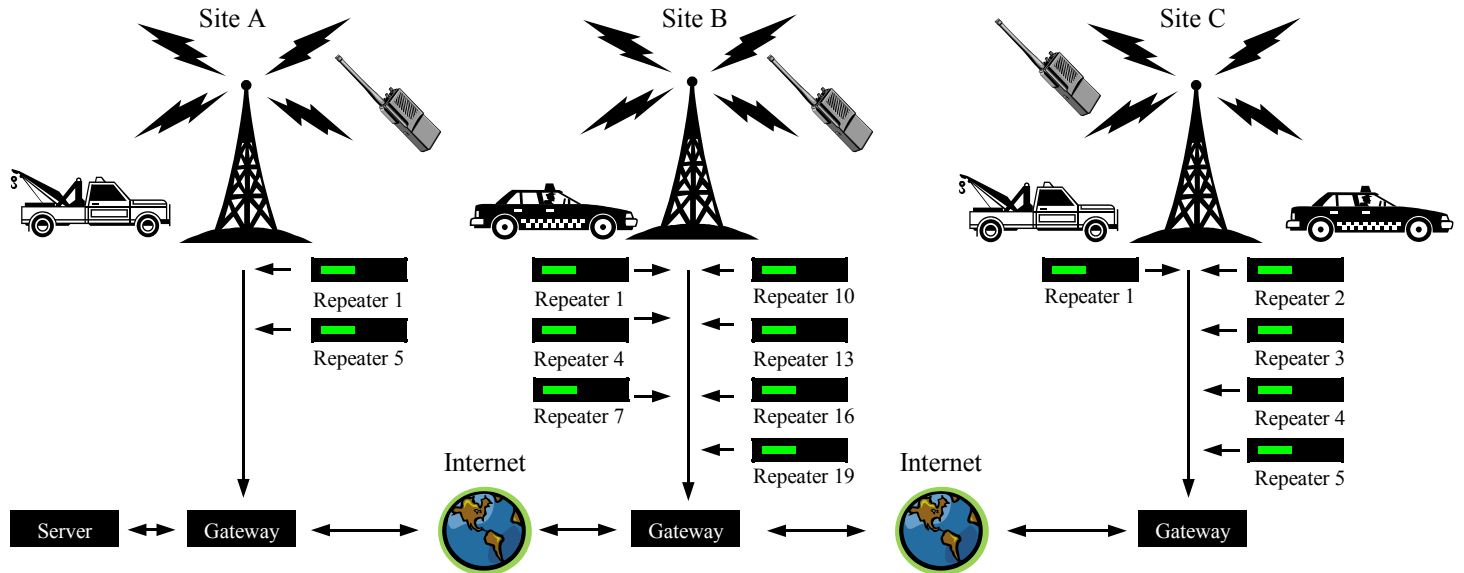 Site A
Site B
Site C
Repeater 1
Repeater 5
Repeater 1
Repeater 10
Repeater 4
Repeater 13
Repeater 7
Repeater 16
Repeater 19
Repeater 1
Repeater 2
Repeater 3
Repeater 4
Repeater 5
Internet
Internet
Server
Gateway
Gateway
Gateway